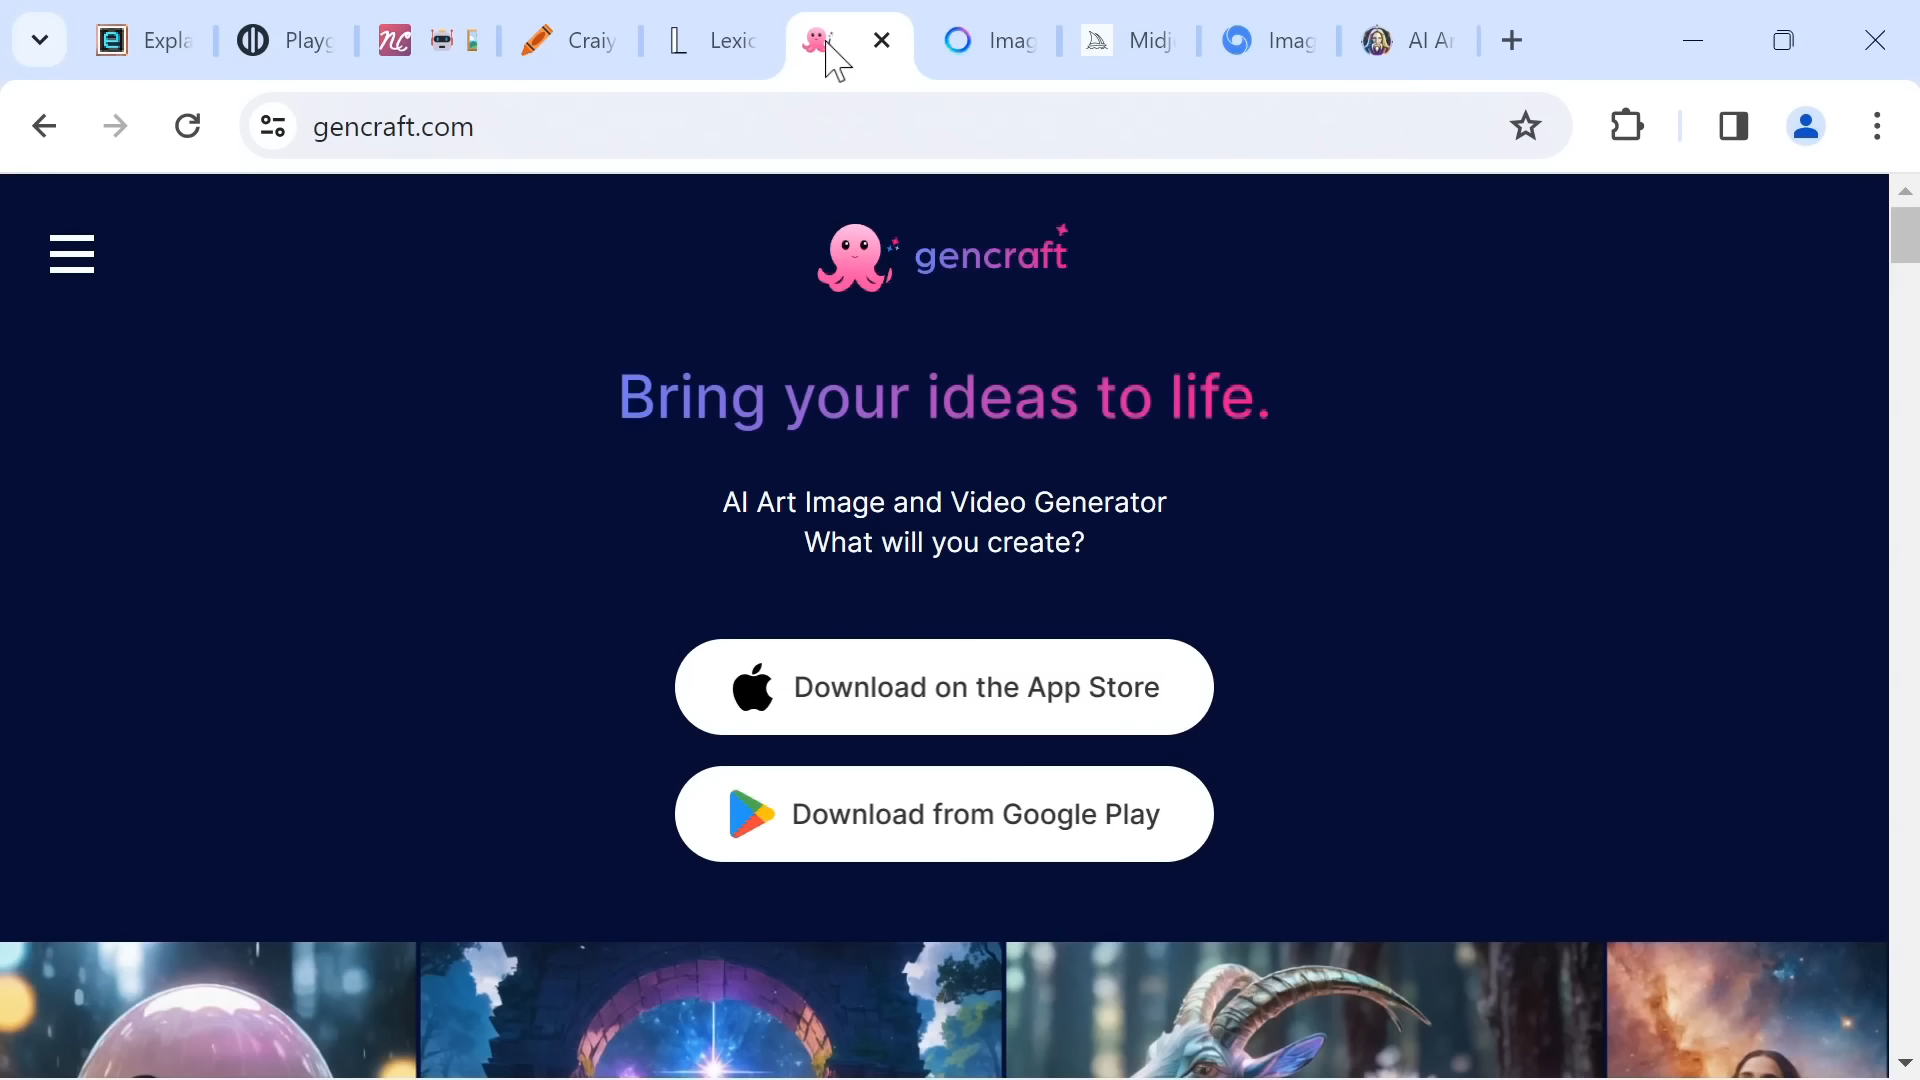 Expla
Playg
nc
Craiy
Lexic
Imag
Midj
Imag
AI Ar
gencraft.com
gencraft
Bring your ideas to life.
AI Art Image and Video Generator
What will you create?
Download on the App Store
Download from Google Play